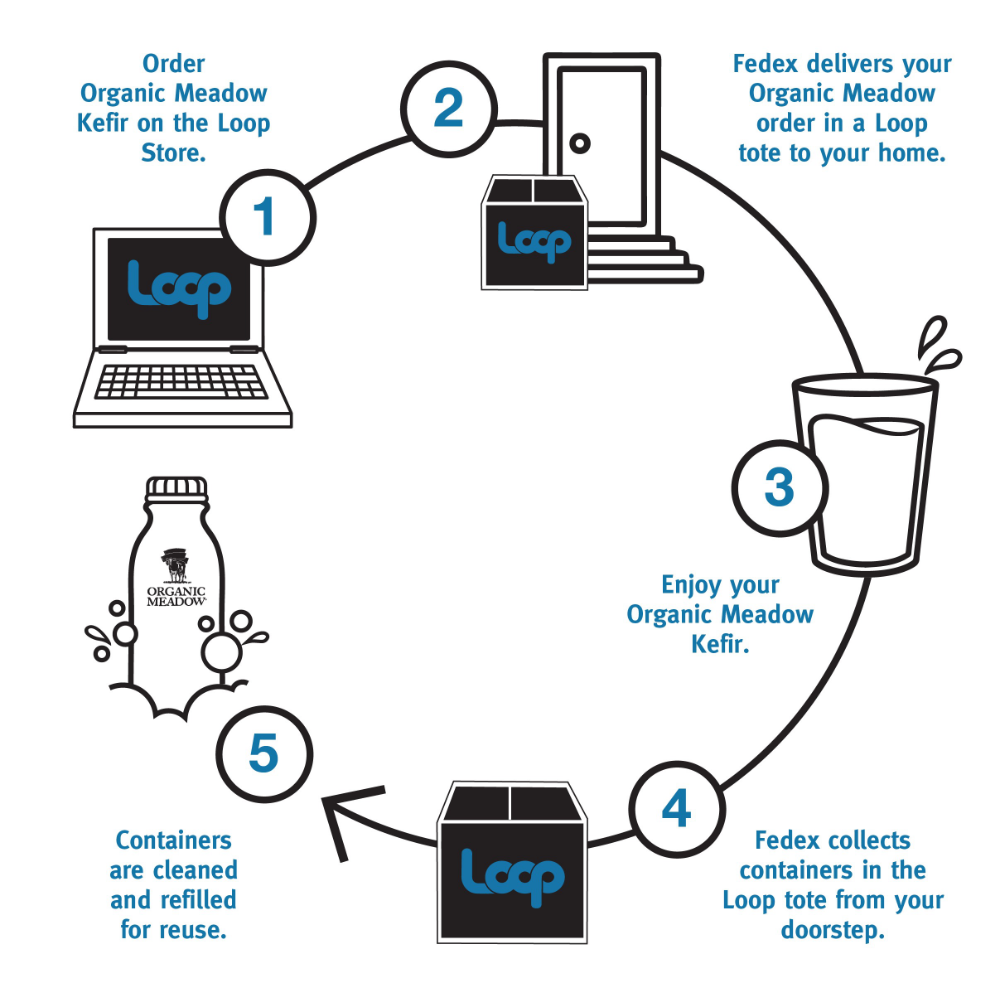 Order
Organic Meadow
Kefir on the Loop
Store.
1
Loop
2
Fedex delivers your
Organic Meadow
order in a Loop
tote to your home.
Loop
3
Enjoy your
Organic Meadow
Kefir.
4
Fedex collects
containers in the
Loop tote from your
doorstep.
Loop
5
Containers
are cleaned
and refilled
for reuse.
ORGANIC
MEADOW